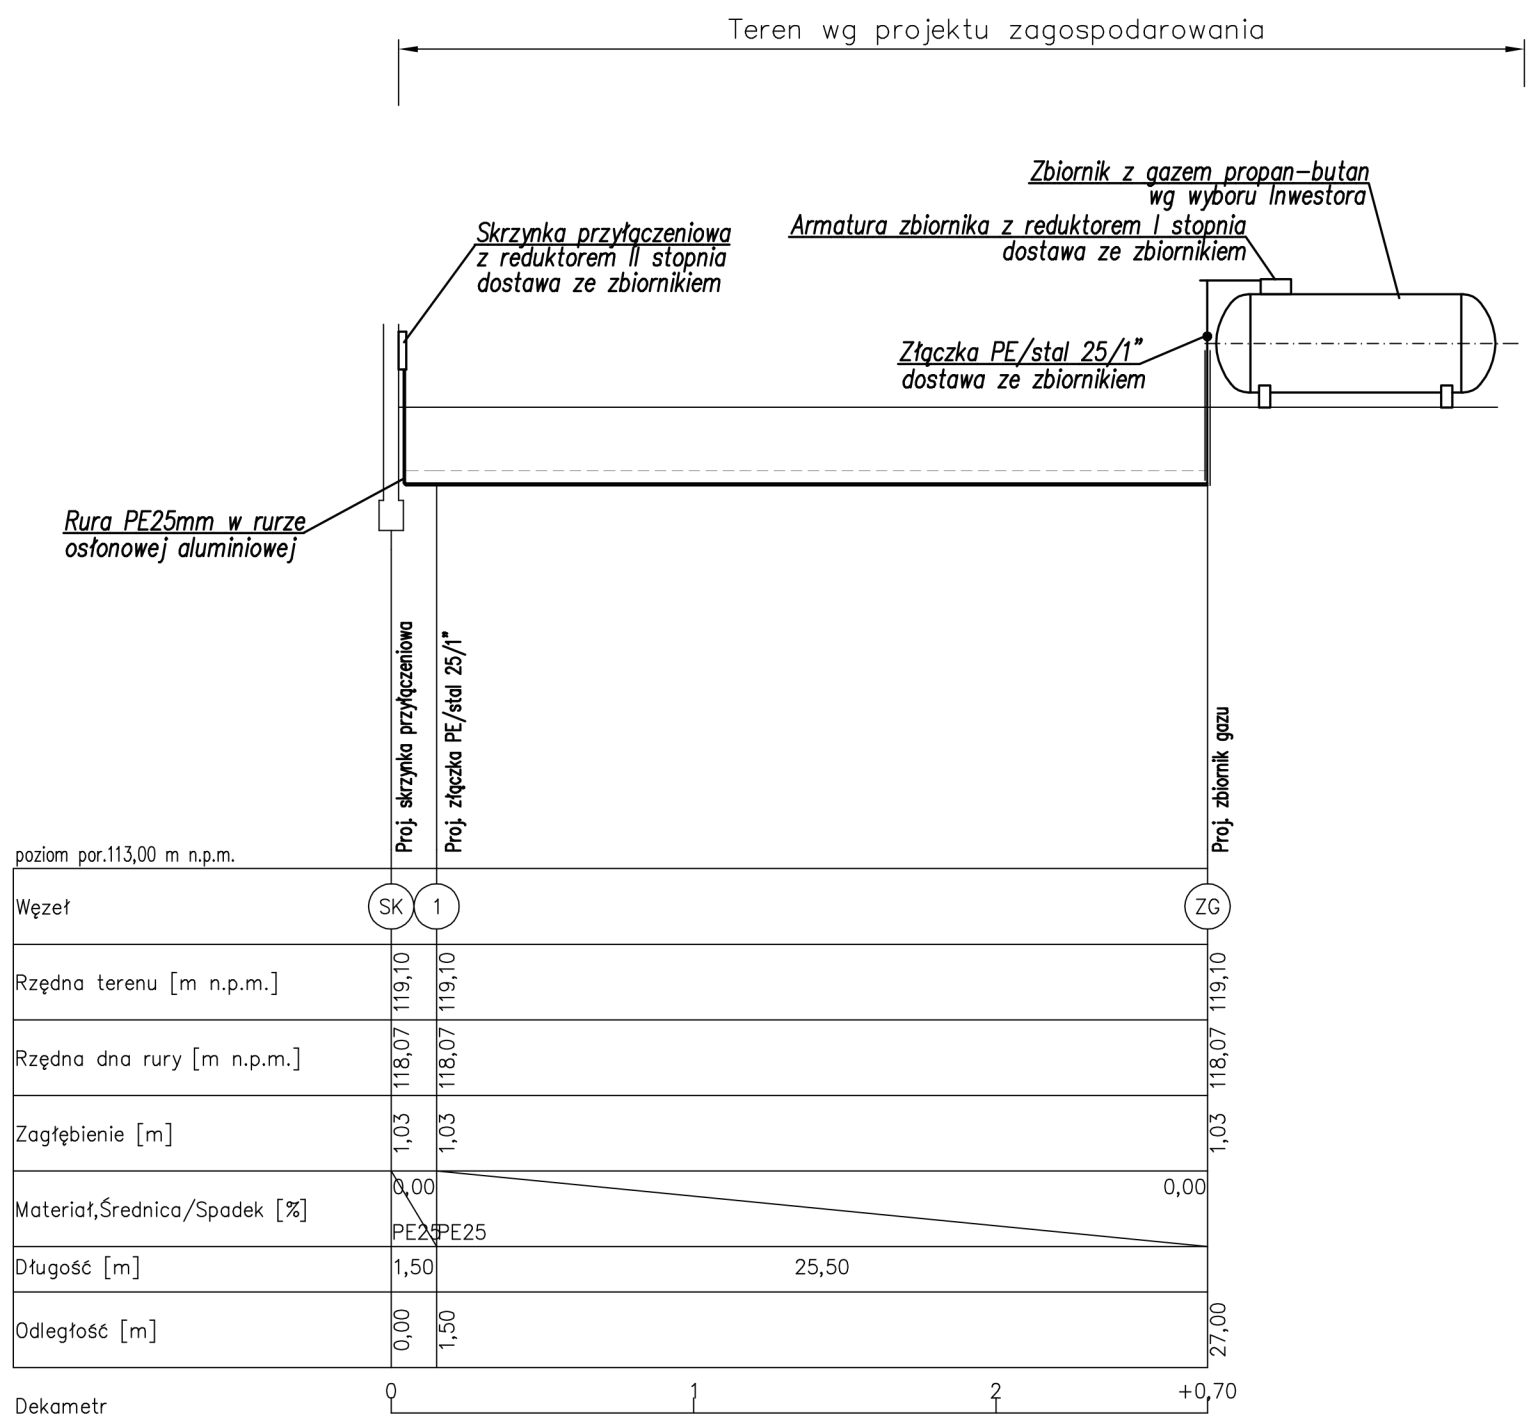 Teren wg projektu zagospodarowania
Zbiornik z gazem propan-butan
wg wyboru Inwestora
Armatura zbiornika z reduktorem I stopnia
dostawa ze zbiornikiem
Skrzynka przyłączeniowa
z reduktorem II stopnia
dostawa ze zbiornikiem
Złączka PE/stal 25/1”
dostawa ze zbiornikiem
Rura PE25mm w rurze
osłonowej aluminiowej
Proj. skrzynka przyłączeniowa
Proj. złączka PE/stal 25/1”
Proj. zbiornik gazu
poziom por.113,00 m n.p.m.
Węzeł SK 1 ZG
Rzędna terenu [m n.p.m.] 119,10 119,10 119,10
Rzędna dna rury [m n.p.m.] 118,07 118,07 118,07
Zagłębienie [m] 1,03 1,03 1,03
0,00 0,00
Materiał,Średnica/Spadek [%]
PE25 PE25
Długość [m] 1,50 25,50
Odległość [m] 0,00 1,50 27,00
Dekametr 0 1 2 +0,70